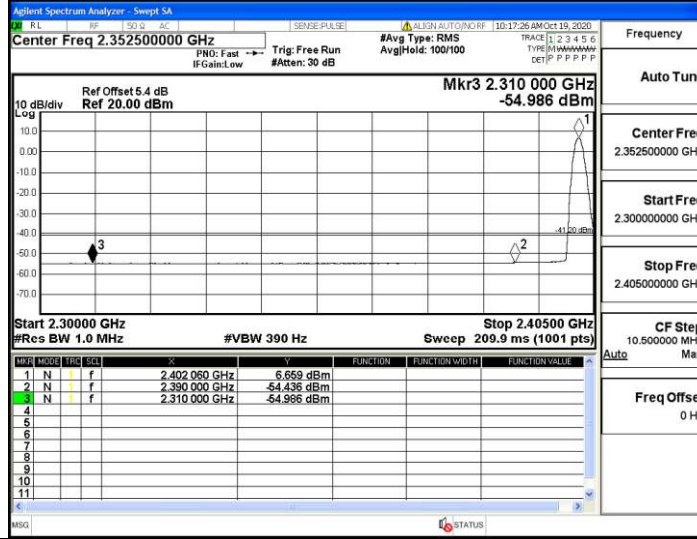 Agilent Spectrum Analyzer - Swept SA
RL RF 50 Ω AC SENSE:PULSE ALIGN AUTO/NO RF 10:17:26 AM Oct 19, 2020
Center Freq 2.352500000 GHz
PNO: Fast
IFGain:Low
Trig: Free Run
#Atten: 30 dB
#Avg Type: RMS
Avg|Hold: 100/100
TRACE 1 2 3 4 5 6
TYPE M WWWWW
DET P P P P P P
Ref Offset 5.4 dB
Ref 20.00 dBm
10 dB/div
Log
Mkr3 2.310 000 GHz
-54.986 dBm
10.0
0.00
-10.0
-20.0
-30.0
-40.0
-50.0
-60.0
-70.0
1
2
3
-41.20 dBm
Start 2.30000 GHz
#Res BW 1.0 MHz
#VBW 390 Hz
Stop 2.40500 GHz
Sweep 209.9 ms (1001 pts)
MKR MODE TRC SCL X Y FUNCTION FUNCTION WIDTH FUNCTION VALUE
1 N 1 f 2.402 060 GHz 6.659 dBm
2 N 1 f 2.390 000 GHz -54.436 dBm
3 N 1 f 2.310 000 GHz -54.986 dBm
4
5
6
7
8
9
10
11
MSG STATUS
Frequency
Auto Tun
Center Fre
2.352500000 GH
Start Fre
2.300000000 GH
Stop Fre
2.405000000 GH
CF Ste
10.500000 MH
Auto Ma
Freq Offse
0 H